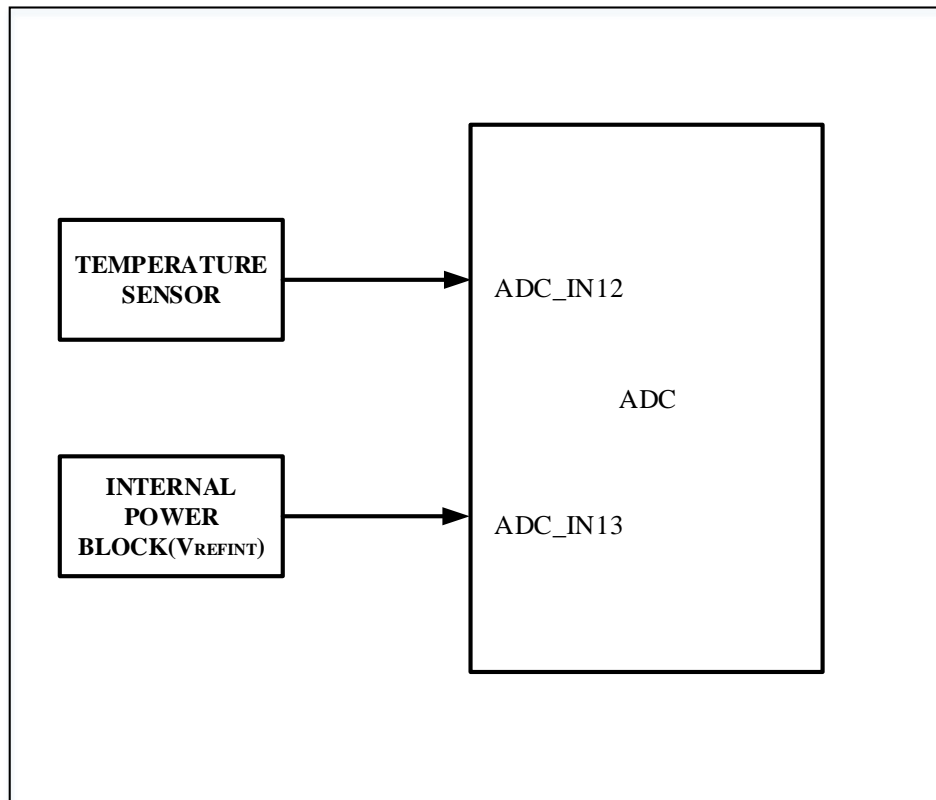 TEMPERATURE
SENSOR
ADC_IN12
ADC
INTERNAL
POWER
BLOCK(VREFINT)
ADC_IN13